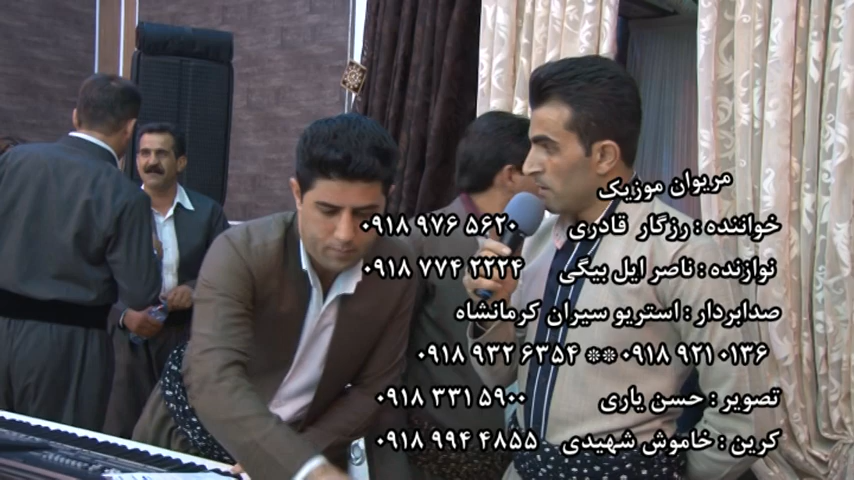 مریوان موزیک
خواننده : رزگار قادری ۰۹۱۸ ۹۷۶ ۵۶۲۰
نوازنده : ناصر ایل بیگی ۰۹۱۸ ۷۷۴ ۲۲۲۴
صدابردار : استریو سیران کرمانشاه
۰۹۱۸ ۹۲۱ ۰۱۳۶ ** ۰۹۱۸ ۹۳۲ ۶۳۵۴
تصویر : حسن یاری ۰۹۱۸ ۳۳۱ ۵۹۰۰
کرین : خاموش شهیدی ۰۹۱۸ ۹۹۴ ۴۸۵۵